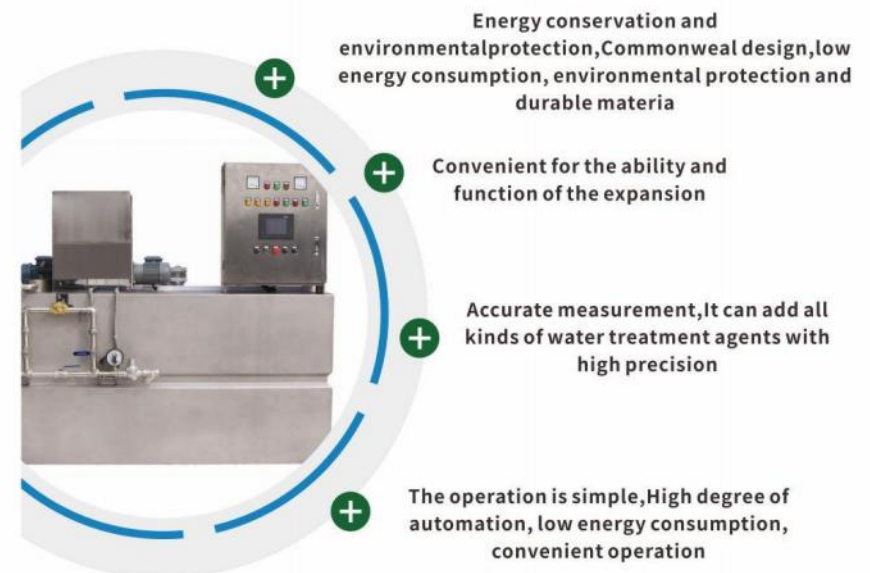 Energy conservation and
environmentalprotection,Commonweal design,low
energy consumption, environmental protection and
durable materia
Convenient for the ability and
function of the expansion
Accurate measurement,It can add all
kinds of water treatment agents with
high precision
The operation is simple,High degree of
automation, low energy consumption,
convenient operation